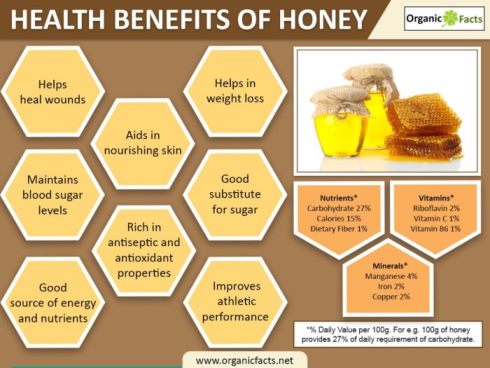 HEALTH BENEFITS OF HONEY
Organic Facts
Helps
heal wounds
Helps in
weight loss
Aids in
nourishing skin
Maintains
blood sugar
levels
Good
substitute
for sugar
Rich in
antiseptic and
antioxidant
properties
Good
source of energy
and nutrients
Improves
athletic
performance
Nutrients*
Carbohydrate 27%
Calories 15%
Dietary Fiber 1%
Vitamins*
Riboflavin 2%
Vitamin C 1%
Vitamin B6 1%
Minerals*
Manganese 4%
Iron 2%
Copper 2%
*% Daily Value per 100g. For e.g. 100g of honey
provides 27% of daily requirement of carbohydrate.
www.organicfacts.net